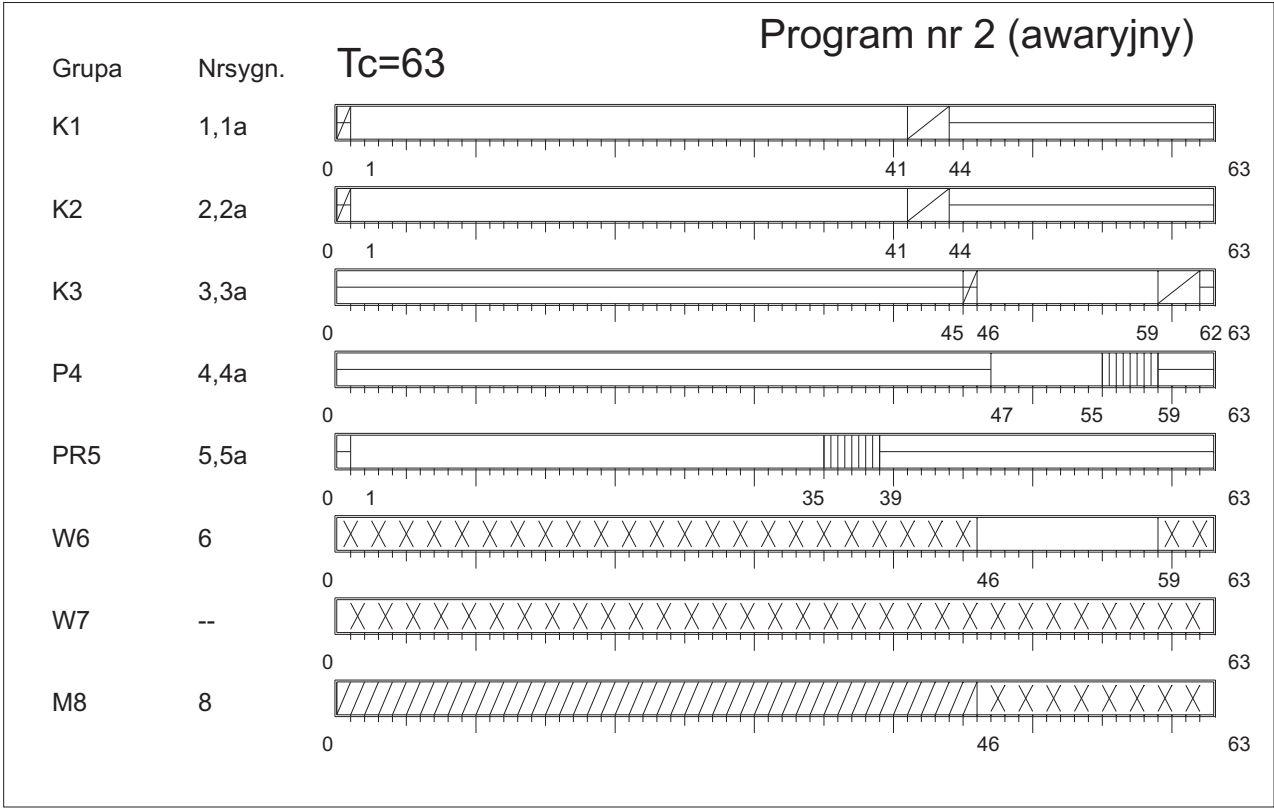 Program nr 2 (awaryjny)
Grupa Nrsygn. Tc=63
K1 1,1a
0 1 41 44 63
K2 2,2a
0 1 41 44 63
K3 3,3a
0 45 46 59 62 63
P4 4,4a
0 47 55 59 63
PR5 5,5a
0 1 35 39 63
W6 6
0 46 59 63
W7 --
0 63
M8 8
0 46 63